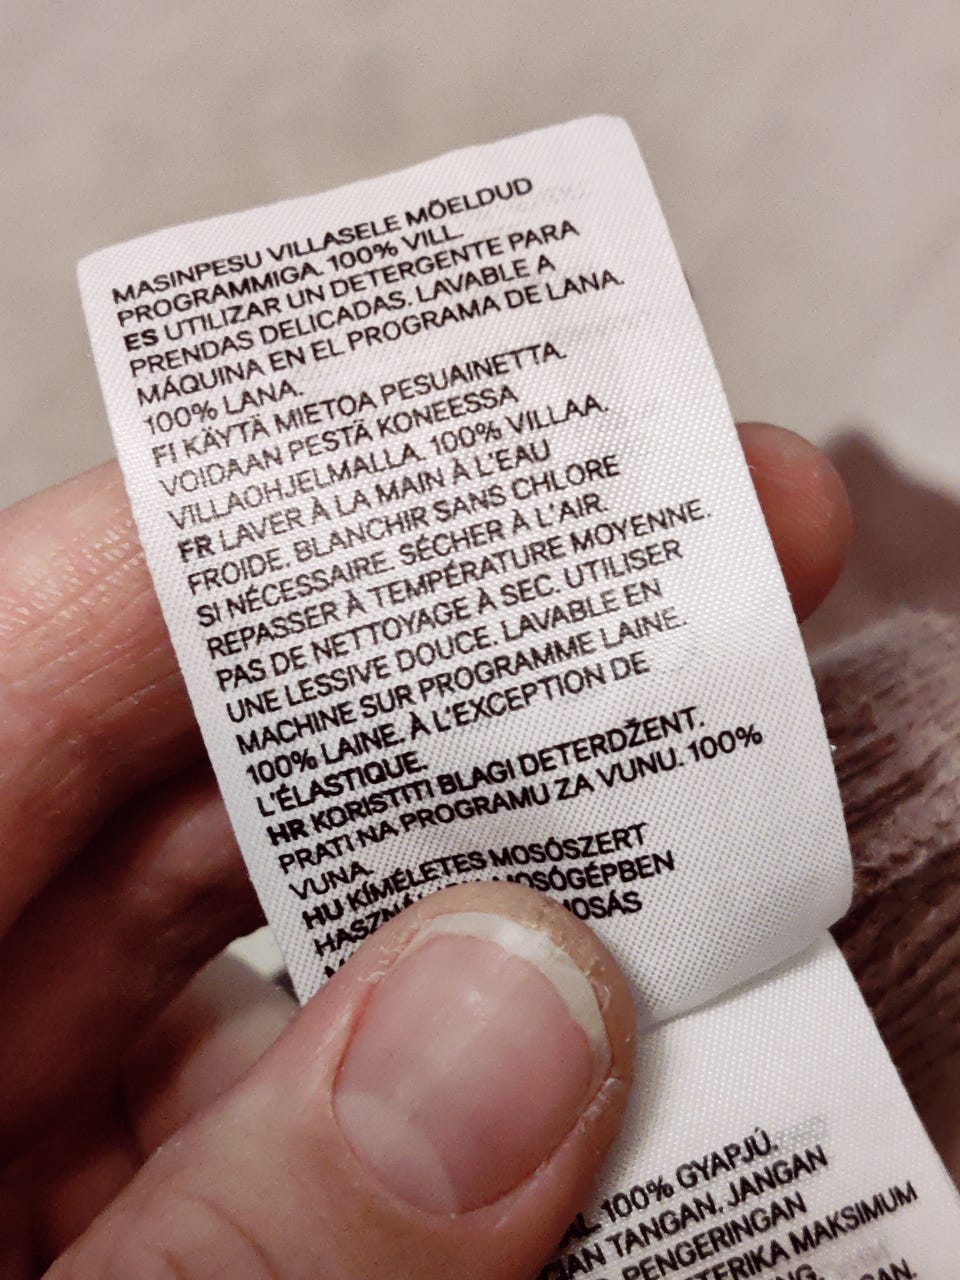 MASINPESU VILLASELE MÕELDUD
PROGRAMMIGA. 100% VILL
ES UTILIZAR UN DETERGENTE PARA
PRENDAS DELICADAS. LAVABLE A
MÁQUINA EN EL PROGRAMA DE LANA.
100% LANA.
FI KÄYTÄ MIETOA PESUAINETTA.
VOIDAAN PESTÄ KONEESSA
VILLAOHJELMALLA. 100% VILLAA.
FR LAVER À LA MAIN À L'EAU
FROIDE. BLANCHIR SANS CHLORE
SI NÉCESSAIRE. SÉCHER À L'AIR.
REPASSER À TEMPÉRATURE MOYENNE.
PAS DE NETTOYAGE À SEC. UTILISER
UNE LESSIVE DOUCE. LAVABLE EN
MACHINE SUR PROGRAMME LAINE.
100% LAINE. À L'EXCEPTION DE
L'ÉLASTIQUE.
HR KORISTITI BLAGI DETERDŽENT.
PRATI NA PROGRAMU ZA VUNU. 100%
VUNA.
HU KÍMÉLETES MOSÓSZERT
HASZNÁ MOSÓGÉPBEN
MOSÁS
100% GYAPJÚ.
TANGAN. JANGAN
PENGERINGAN
TERIKA MAKSIMUM